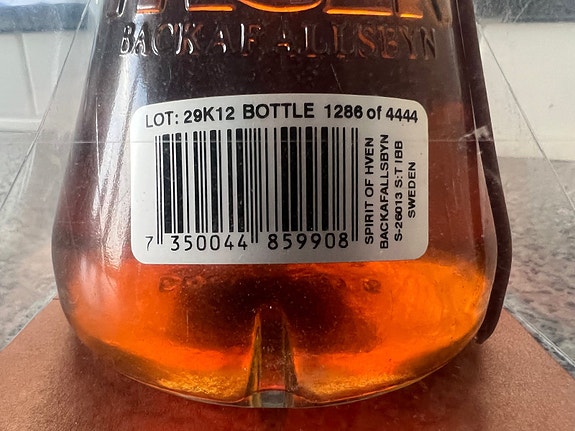 BACKAFALLSBYN
LOT: 29K12 BOTTLE 1286 of 4444
7 350044 859908
SPIRIT OF HVEN
BACKAFALLSBYN
S-26013 S:T IBB
SWEDEN